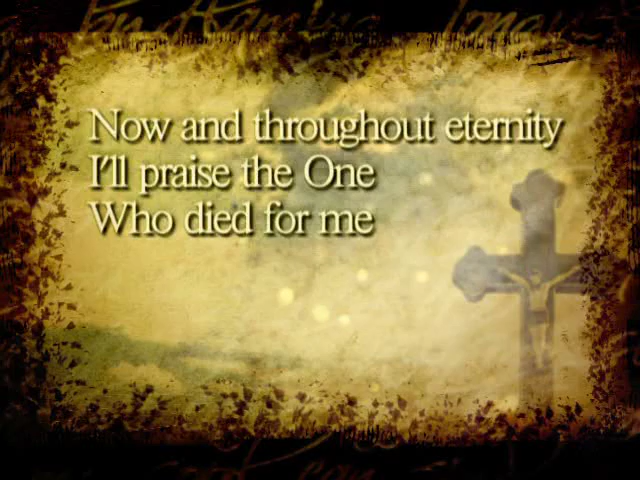 Now and throughout eternity
I'll praise the One
Who died for me